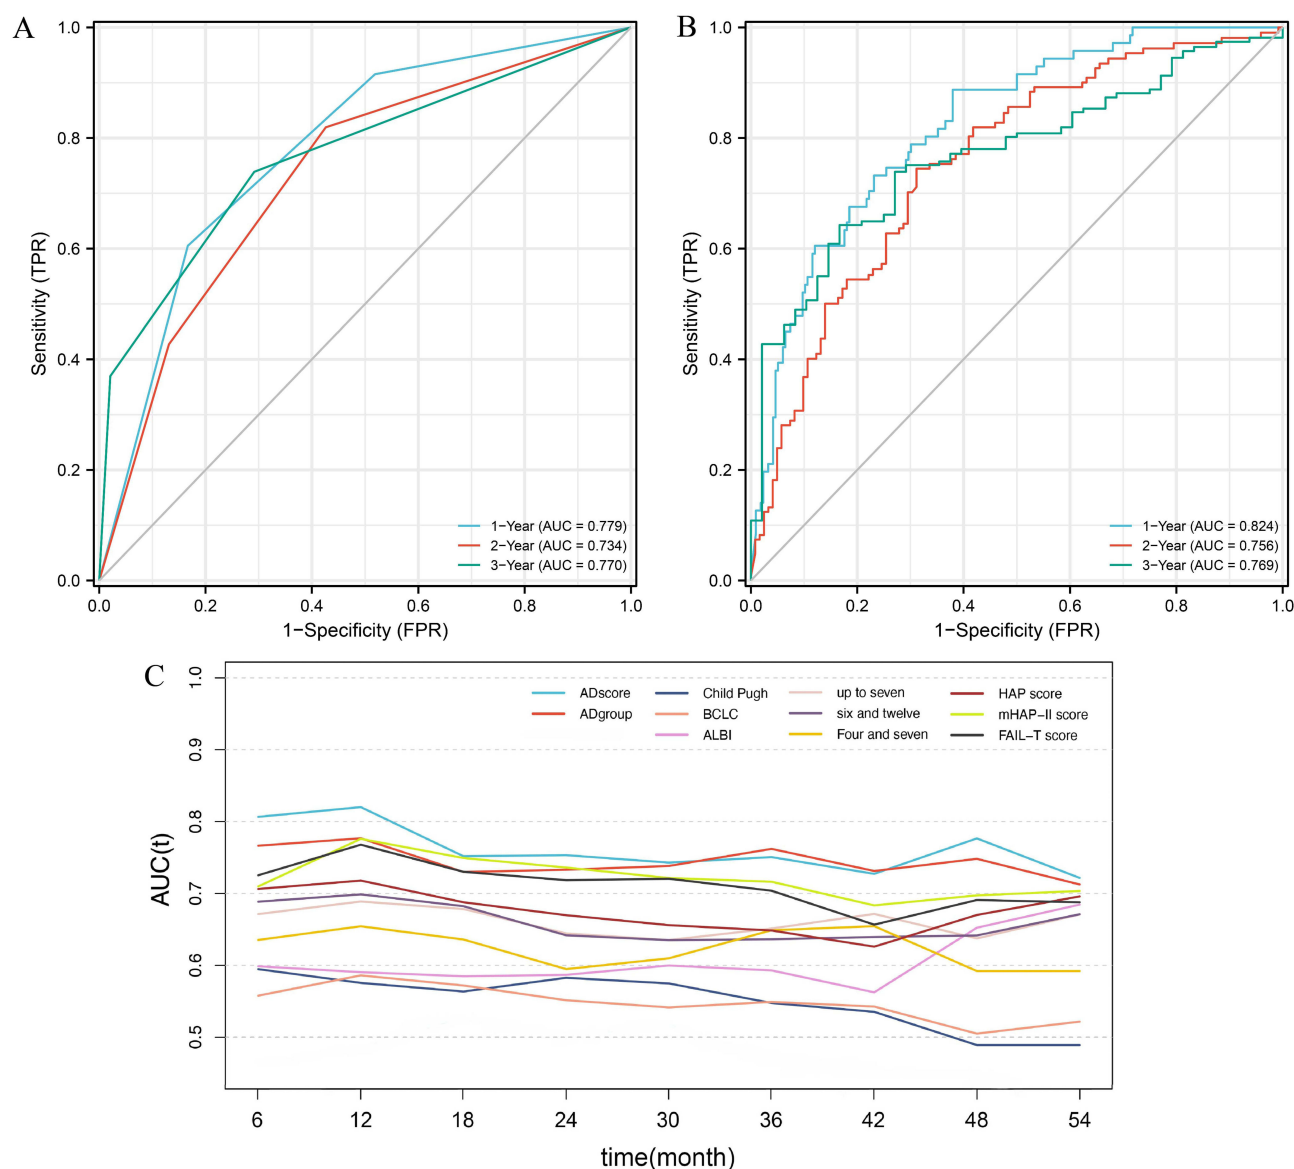 A
1.0
0.8
0.6
0.4
0.2
0.0
Sensitivity (TPR)
1−Year (AUC = 0.779)
2−Year (AUC = 0.734)
3−Year (AUC = 0.770)
0.0 0.2 0.4 0.6 0.8 1.0
1−Specificity (FPR)
B
1.0
0.8
0.6
0.4
0.2
0.0
Sensitivity (TPR)
1−Year (AUC = 0.824)
2−Year (AUC = 0.756)
3−Year (AUC = 0.769)
0.0 0.2 0.4 0.6 0.8 1.0
1−Specificity (FPR)
C
1.0
0.9
0.8
0.7
0.6
0.5
AUC(t)
ADscore Child Pugh up to seven HAP score
ADgroup BCLC six and twelve mHAP−II score
ALBI Four and seven FAIL−T score
6 12 18 24 30 36 42 48 54
time(month)